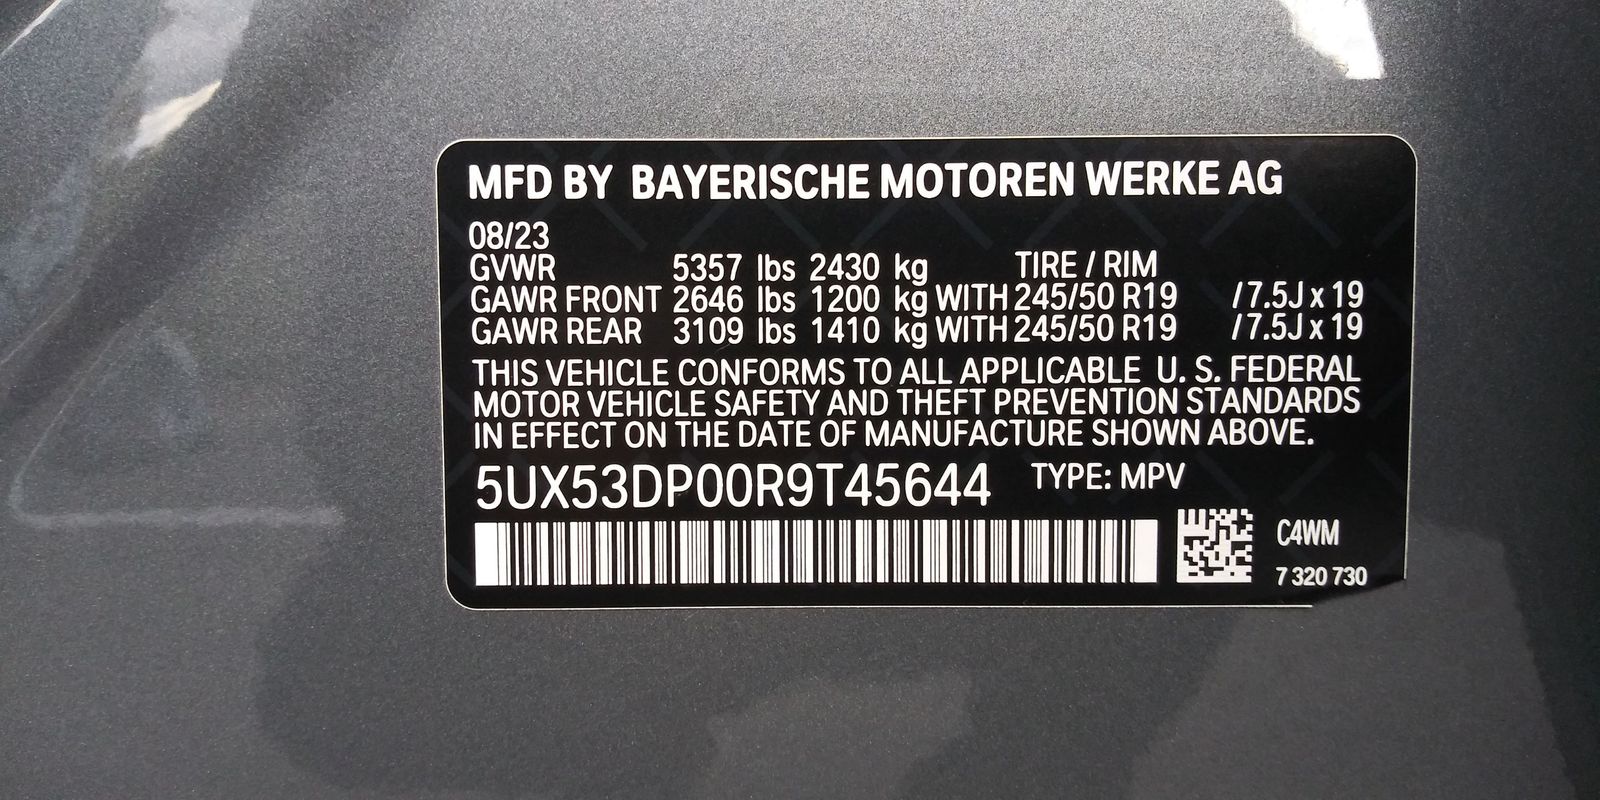 MFD BY BAYERISCHE MOTOREN WERKE AG
08/23
GVWR 5357 lbs 2430 kg TIRE / RIM
GAWR FRONT 2646 lbs 1200 kg WITH 245/50 R19 / 7.5J x 19
GAWR REAR 3109 lbs 1410 kg WITH 245/50 R19 / 7.5J x 19
THIS VEHICLE CONFORMS TO ALL APPLICABLE U. S. FEDERAL
MOTOR VEHICLE SAFETY AND THEFT PREVENTION STANDARDS
IN EFFECT ON THE DATE OF MANUFACTURE SHOWN ABOVE.
5UX53DP00R9T45644 TYPE: MPV
C4WM
7 320 730